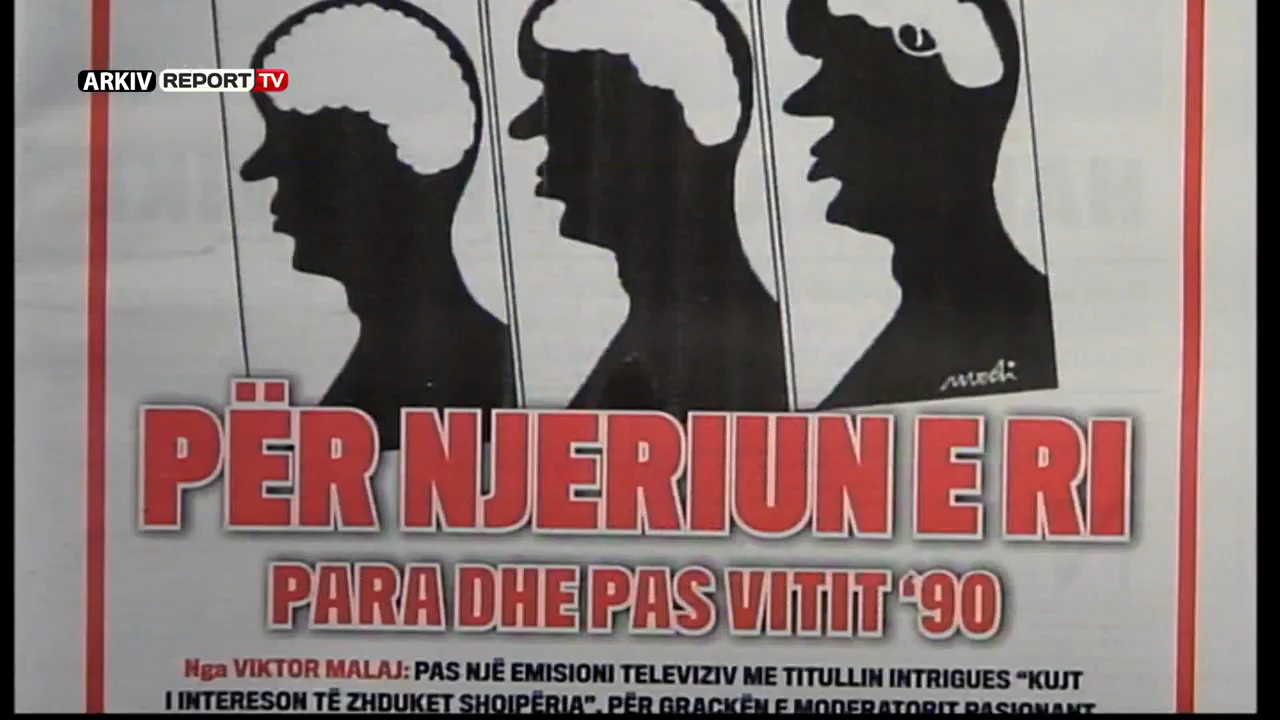 ARKIV REPORT TV
medi
PËR NJERIUN E RI
PARA DHE PAS VITIT ‘90
Nga VIKTOR MALAJ: PAS NJË EMISIONI TELEVIZIV ME TITULLIN INTRIGUES “KUJT
I INTERESON TË ZHDUKET SHQIPËRIA”, PËR GRACKËN E MODERATORIT PASIONANT